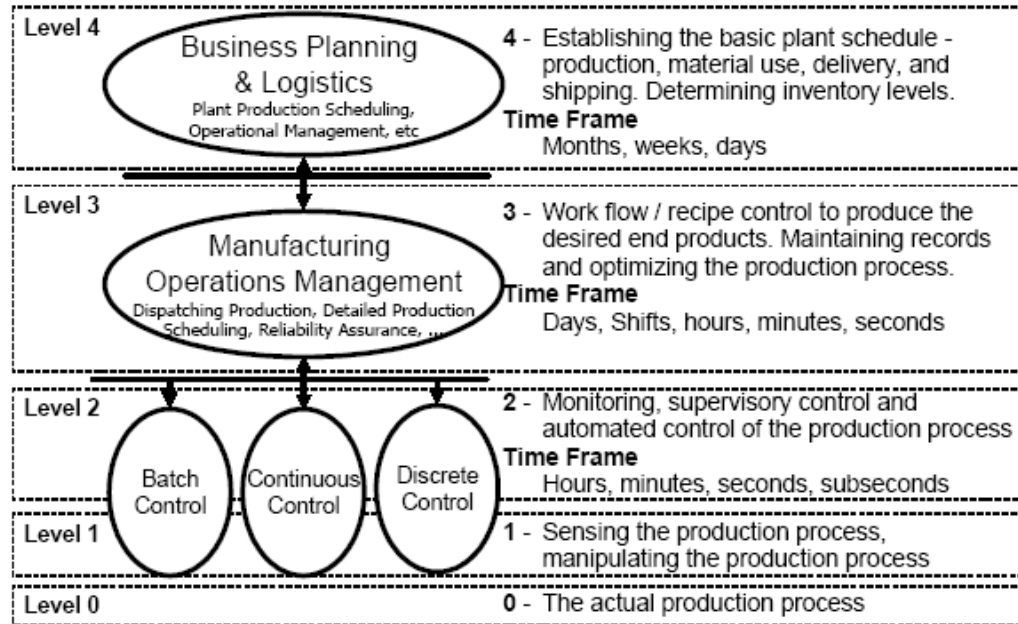 Level 4
Business Planning
& Logistics
Plant Production Scheduling,
Operational Management, etc
4 - Establishing the basic plant schedule -
production, material use, delivery, and
shipping. Determining inventory levels.
Time Frame
Months, weeks, days
Level 3
Manufacturing
Operations Management
Dispatching Production, Detailed Production
Scheduling, Reliability Assurance, ...
3 - Work flow / recipe control to produce the
desired end products. Maintaining records
and optimizing the production process.
Time Frame
Days, Shifts, hours, minutes, seconds
Level 2
Batch
Control
Continuous
Control
Discrete
Control
2 - Monitoring, supervisory control and
automated control of the production process
Time Frame
Hours, minutes, seconds, subseconds
Level 1
1 - Sensing the production process,
manipulating the production process
Level 0
0 - The actual production process